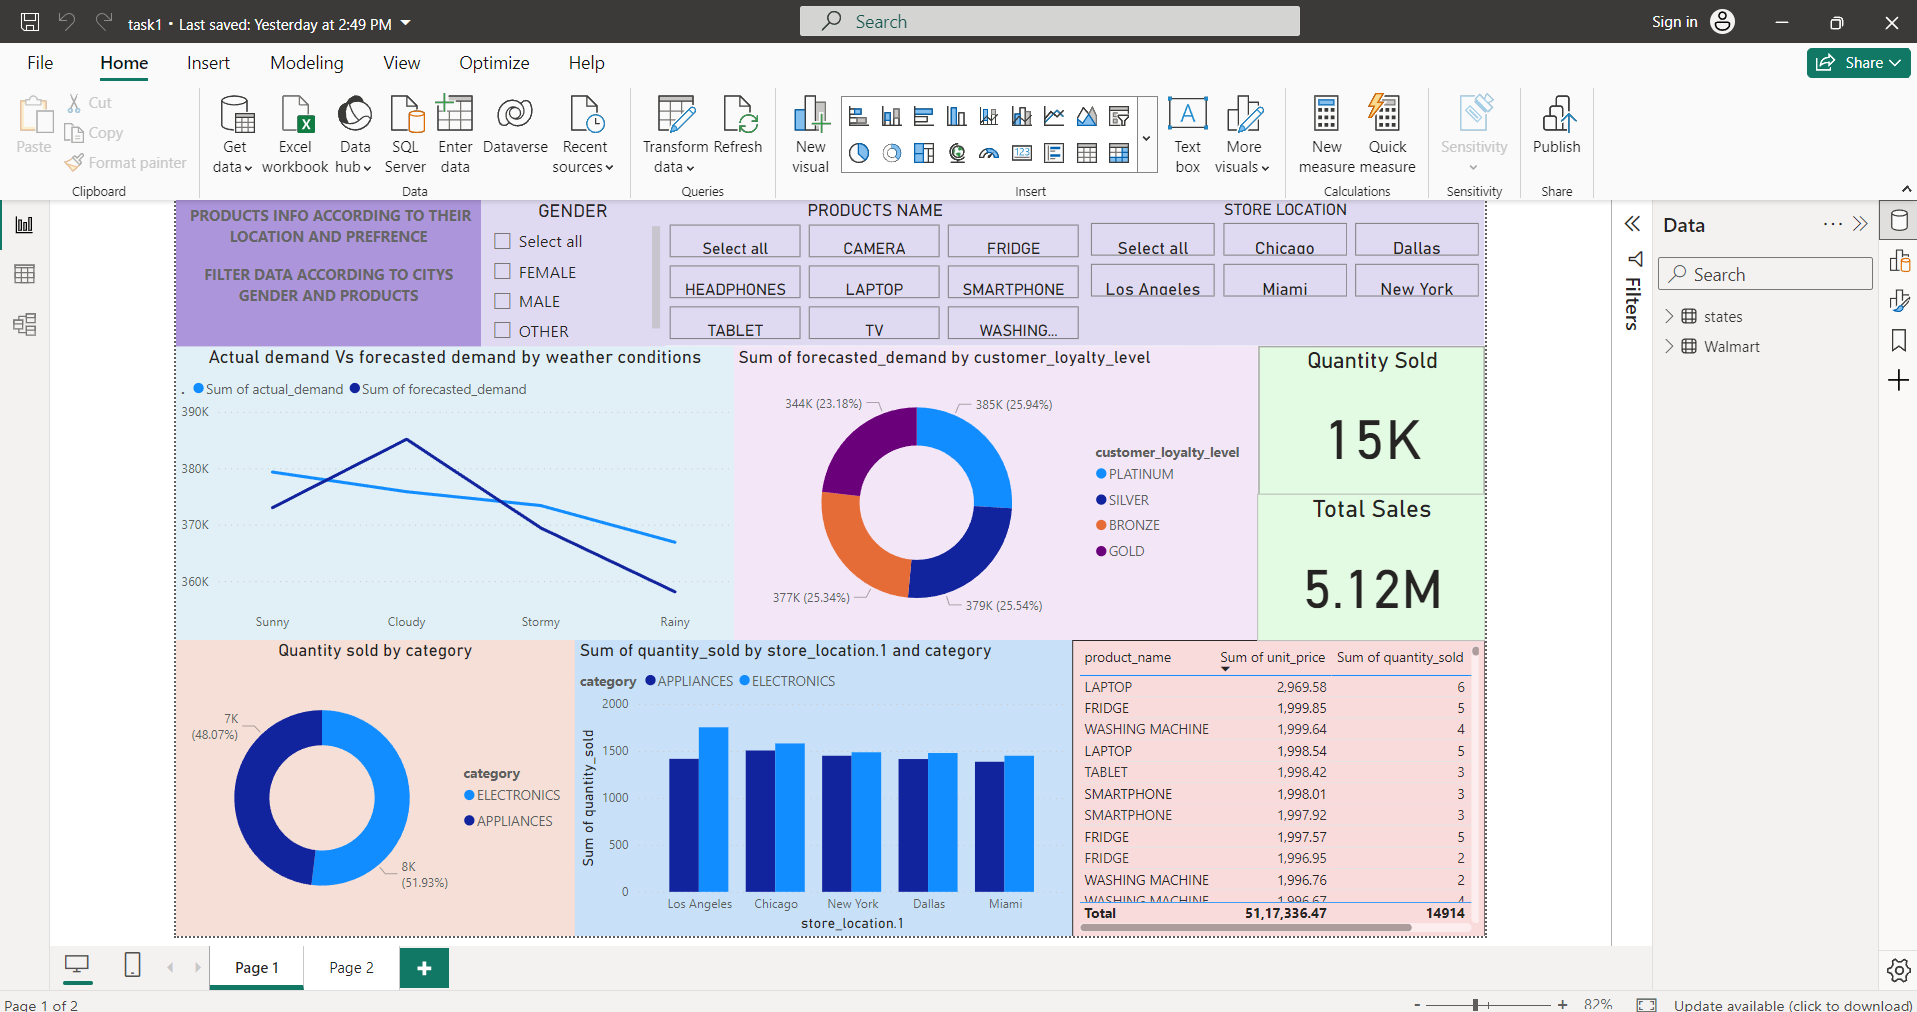 task1 • Last saved: Yesterday at 2:49 PM
Search
Sign in
File Home Insert Modeling View Optimize Help
Share
Paste
Cut
Copy
Format painter
Clipboard
Get data
Excel workbook
Data hub
SQL Server
Enter data
Dataverse
Recent sources
Data
Transform data
Refresh
Queries
New visual
123
A
Text box
More visuals
Insert
New measure
Quick measure
Calculations
Sensitivity
Sensitivity
Publish
Share
PRODUCTS INFO ACCORDING TO THEIR
LOCATION AND PREFRENCE
FILTER DATA ACCORDING TO CITYS
GENDER AND PRODUCTS
GENDER
Select all
FEMALE
MALE
OTHER
PRODUCTS NAME
Select all CAMERA FRIDGE
HEADPHONES LAPTOP SMARTPHONE
TABLET TV WASHING...
STORE LOCATION
Select all Chicago Dallas
Los Angeles Miami New York
Actual demand Vs forecasted demand by weather conditions
. Sum of actual_demand Sum of forecasted_demand
390K
380K
370K
360K
Sunny Cloudy Stormy Rainy
Sum of forecasted_demand by customer_loyalty_level
344K (23.18%)
385K (25.94%)
377K (25.34%)
379K (25.54%)
customer_loyalty_level
PLATINUM
SILVER
BRONZE
GOLD
Quantity Sold
15K
Total Sales
5.12M
Quantity sold by category
7K
(48.07%)
8K
(51.93%)
category
ELECTRONICS
APPLIANCES
Sum of quantity_sold by store_location.1 and category
category APPLIANCES ELECTRONICS
Sum of quantity_sold
2000
1500
1000
500
0
Los Angeles Chicago New York Dallas Miami
store_location.1
product_name Sum of unit_price Sum of quantity_sold
LAPTOP 2,969.58 6
FRIDGE 1,999.85 5
WASHING MACHINE 1,999.64 4
LAPTOP 1,998.54 5
TABLET 1,998.42 3
SMARTPHONE 1,998.01 3
SMARTPHONE 1,997.92 3
FRIDGE 1,997.57 5
FRIDGE 1,996.95 2
WASHING MACHINE 1,996.76 2
WASHING MACHINE 1,996.67 4
Total 51,17,336.47 14914
Filters
Data
Search
states
Walmart
Page 1 Page 2
Page 1 of 2
- + 82%
Update available (click to download)